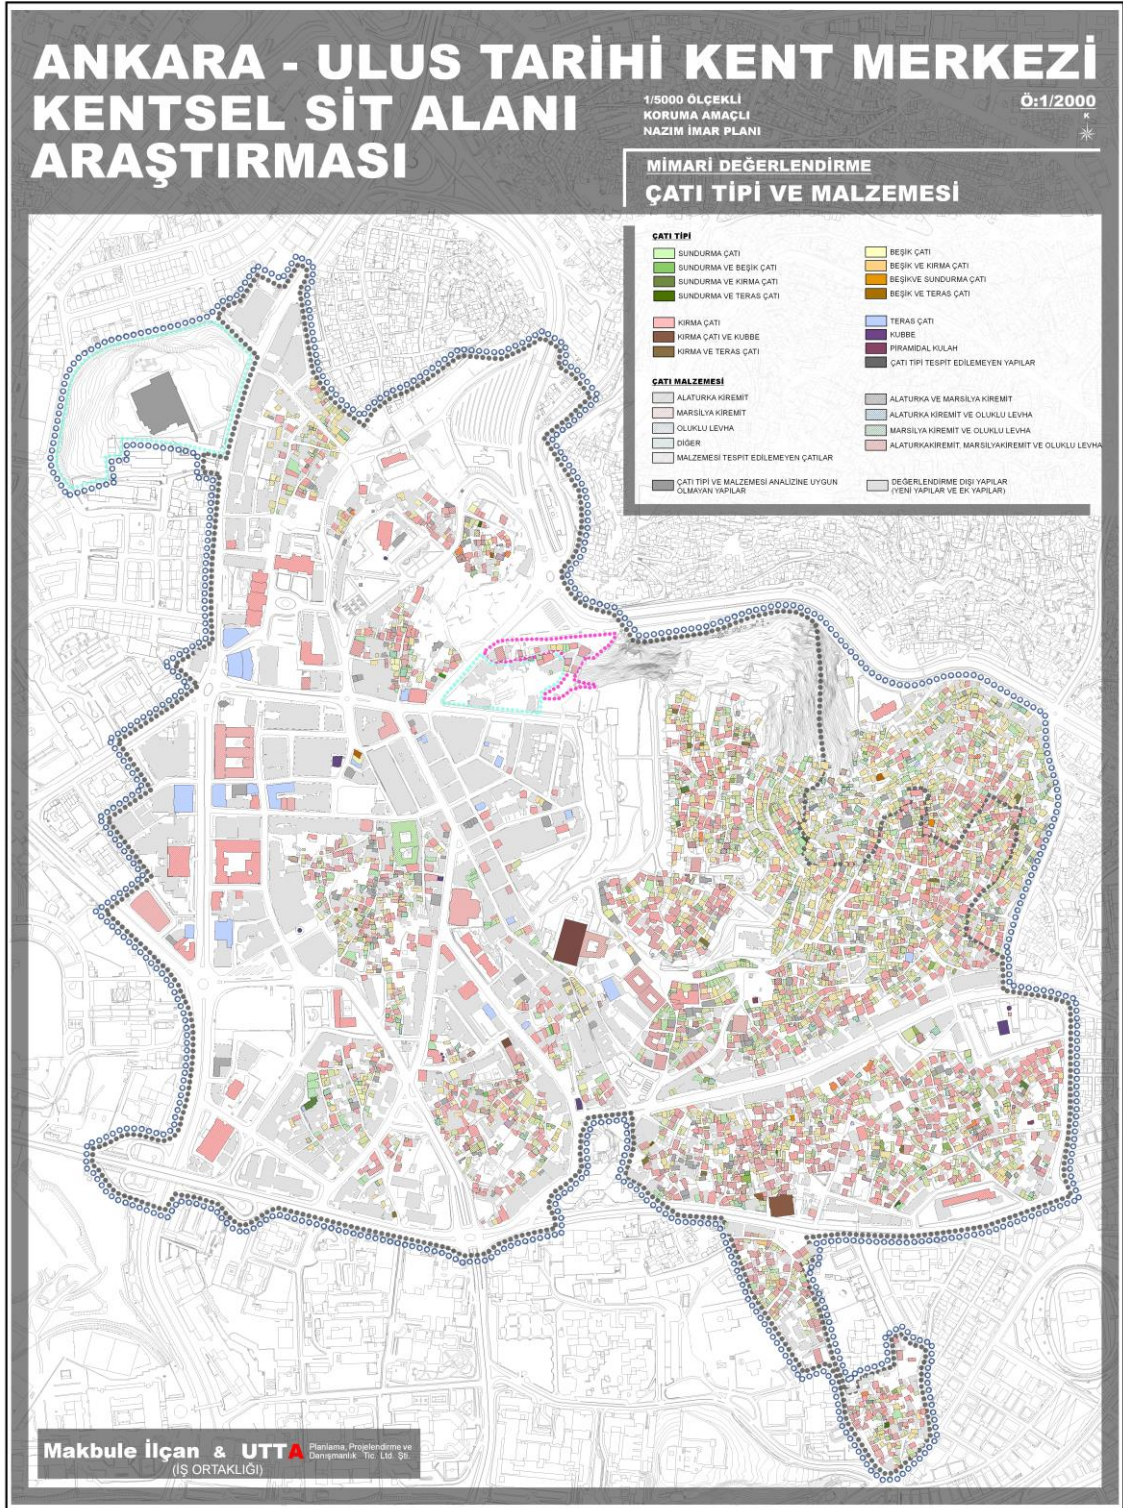 ANKARA - ULUS TARİHİ KENT MERKEZİ
KENTSEL SİT ALANI
ARAŞTIRMASI
1/5000 ÖLÇEKLİ
KORUMA AMAÇLI
NAZIM İMAR PLANI
Ö:1/2000
K
MİMARİ DEĞERLENDİRME
ÇATI TİPİ VE MALZEMESİ
ÇATI TİPİ
SUNDURMA ÇATI
SUNDURMA VE BEŞİK ÇATI
SUNDURMA VE KIRMA ÇATI
SUNDURMA VE TERAS ÇATI
KIRMA ÇATI
KIRMA ÇATI VE KUBBE
KIRMA VE TERAS ÇATI
BEŞİK ÇATI
BEŞİK VE KIRMA ÇATI
BEŞİKVE SUNDURMA ÇATI
BEŞİK VE TERAS ÇATI
TERAS ÇATI
KUBBE
PİRAMİDAL KULAH
ÇATI TİPİ TESPİT EDİLEMEYEN YAPILAR
ÇATI MALZEMESİ
ALATURKA KİREMİT
MARSİLYA KİREMİT
OLUKLU LEVHA
DİĞER
MALZEMESİ TESPİT EDİLEMEYEN ÇATILAR
ALATURKA VE MARSİLYA KİREMİT
ALATURKA KİREMİT VE OLUKLU LEVHA
MARSİLYA KİREMİT VE OLUKLU LEVHA
ALATURKAKİREMİT, MARSİLYAKİREMİT VE OLUKLU LEVHA
ÇATI TİPİ VE MALZEMESİ ANALİZİNE UYGUN
OLMAYAN YAPILAR
DEĞERLENDİRME DIŞI YAPILAR
(YENİ YAPILAR VE EK YAPILAR)
Makbule İlçan & UTTA Planlama, Projelendirme ve
Danışmanlık Tic. Ltd. Şti.
(İŞ ORTAKLIĞI)